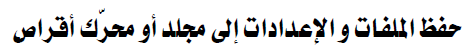 حفظ الملفات و الإعدادات إلى مجلد أو محرّك أقراص